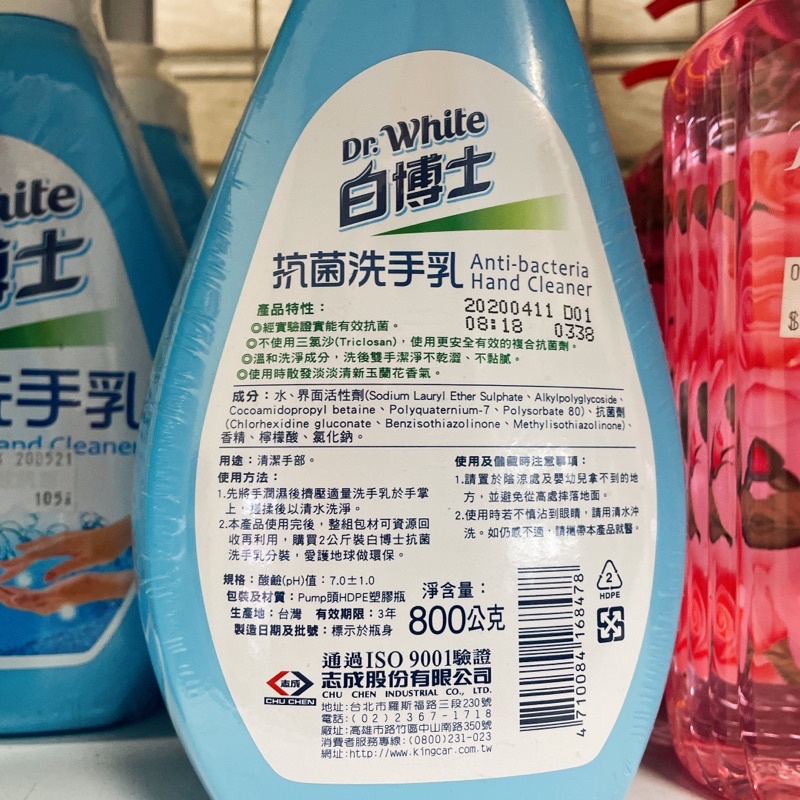 Dr. White
白博士
抗菌洗手乳 Anti-bacteria
Hand Cleaner
產品特性：
20200411 D01
08:18 0338
◎經實驗證實能有效抗菌。
◎不使用三氯沙(Triclosan)，使用更安全有效的複合抗菌劑。
◎溫和洗淨成分，洗後雙手潔淨不乾澀、不黏膩。
◎使用時散發淡淡清新玉蘭花香氣。
成分：水、界面活性劑(Sodium Lauryl Ether Sulphate、Alkylpolyglycoside、
Cocoamidopropyl betaine、Polyquaternium-7、Polysorbate 80)、抗菌劑
(Chlorhexidine gluconate、Benzisothiazolinone、Methylisothiazolinone)、
香精、檸檬酸、氯化鈉。
用途：清潔手部。
使用方法：
1.先將手潤濕後擠壓適量洗手乳於手掌
上，搓揉後以清水洗淨。
2.本產品使用完後，整組包材可資源回
收再利用，購買2公斤裝白博士抗菌
洗手乳分裝，愛護地球做環保。
使用及儲藏時注意事項：
1.請置於陰涼處及嬰幼兒拿不到的地
方，並避免從高處摔落地面。
2.使用時若不慎沾到眼睛，請用清水沖
洗。如仍感不適，請攜帶本產品就醫。
規格：酸鹼(pH)值：7.0±1.0
包裝及材質：Pump頭HDPE塑膠瓶
生產地：台灣 有效期限：3年
製造日期及批號：標示於瓶身
淨含量：
800公克
4 710084 168478
2
HDPE
通過ISO 9001驗證
志成
CHU CHEN
志成股份有限公司
CHU CHEN INDUSTRIAL CO., LTD.
地址:台北市羅斯福路三段230號
電話:(02)2367-1718
廠址:高雄市路竹區中山南路350號
消費者服務專線:(0800)231-023
網址:http://www.kingcar.com.tw
hite
博士
洗手乳
and Cleaner
200521